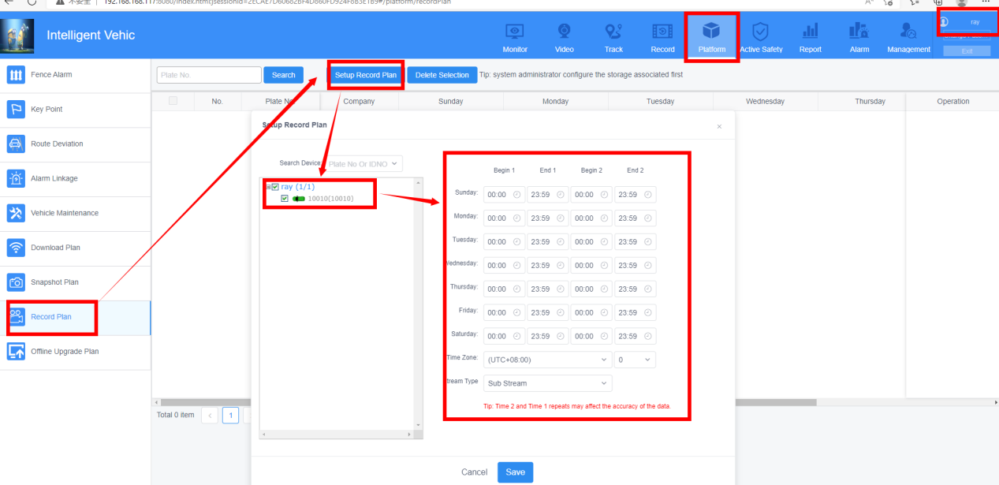 不安全 | 192.168.168.117:8080/index.html;jsessionid=2ECAE7D60682BF4D860FD924F8B3E1B9#/platform/recordPlan
Intelligent Vehic
Monitor Video Track Record Platform Active Safety Report Alarm Management
ray
Exit
Fence Alarm
Key Point
Route Deviation
Alarm Linkage
Vehicle Maintenance
Download Plan
Snapshot Plan
Record Plan
Offline Upgrade Plan
Plate No. Search Setup Record Plan Delete Selection Tip: system administrator configure the storage associated first
No. Plate No. Company Sunday Monday Tuesday Wednesday Thursday Operation
Setup Record Plan ×
Search Device: Plate No Or IDNO
ray (1/1)
10010(10010)
Begin 1 End 1 Begin 2 End 2
Sunday: 00:00 23:59 00:00 23:59
Monday: 00:00 23:59 00:00 23:59
Tuesday: 00:00 23:59 00:00 23:59
Wednesday: 00:00 23:59 00:00 23:59
Thursday: 00:00 23:59 00:00 23:59
Friday: 00:00 23:59 00:00 23:59
Saturday: 00:00 23:59 00:00 23:59
Time Zone: (UTC+08:00) 0
tream Type Sub Stream
Tip: Time 2 and Time 1 repeats may affect the accuracy of the data.
Total 0 item < 1
Cancel Save